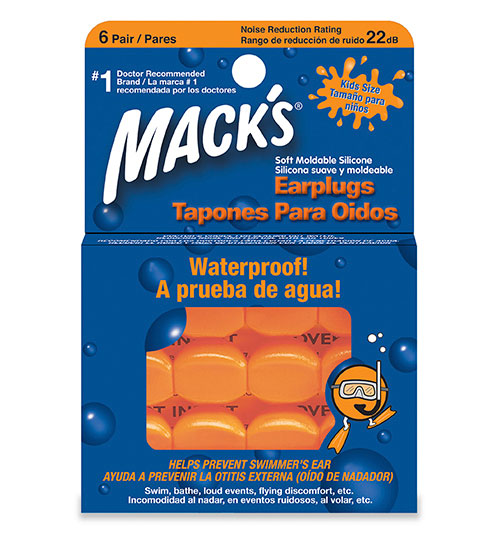 6 Pair / Pares
Noise Reduction Rating
Rango de reducción de ruido 22dB
#1 Doctor Recommended
Brand / La marca # 1
recomendada por los doctores
Kids Size
Tamaño para
niños
MACK'S®
Soft Moldable Silicone
Silicona suave y moldeable
Earplugs
Tapones Para Oidos
Waterproof!
A prueba de agua!
OVER
HELPS PREVENT SWIMMER'S EAR
AYUDA A PREVENIR LA OTITIS EXTERNA (OÍDO DE NADADOR)
Swim, bathe, loud events, flying discomfort, etc.
Incomodidad al nadar, en eventos ruidosos, al volar, etc.